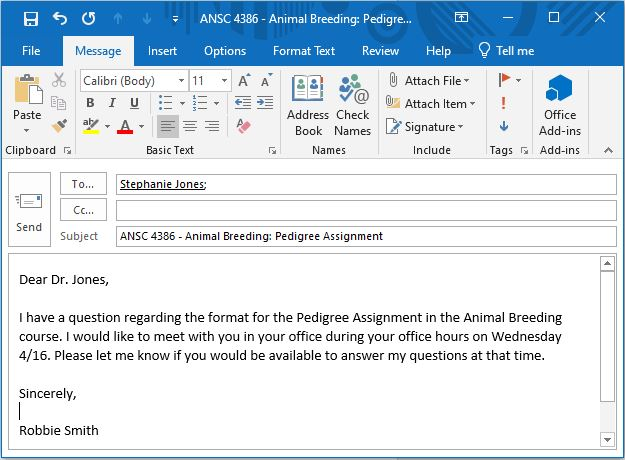 ANSC 4386 - Animal Breeding: Pedigre...
File Message Insert Options Format Text Review Help Tell me
Paste
Clipboard
Calibri (Body) 11 A A
B I U
ab A
Basic Text
Address Book
Check Names
Names
Attach File
Attach Item
Signature
Include
Tags
Office Add-ins
Add-ins
Send
To... Stephanie Jones;
Cc...
Subject ANSC 4386 - Animal Breeding: Pedigree Assignment
Dear Dr. Jones,
I have a question regarding the format for the Pedigree Assignment in the Animal Breeding
course. I would like to meet with you in your office during your office hours on Wednesday
4/16. Please let me know if you would be available to answer my questions at that time.
Sincerely,
Robbie Smith